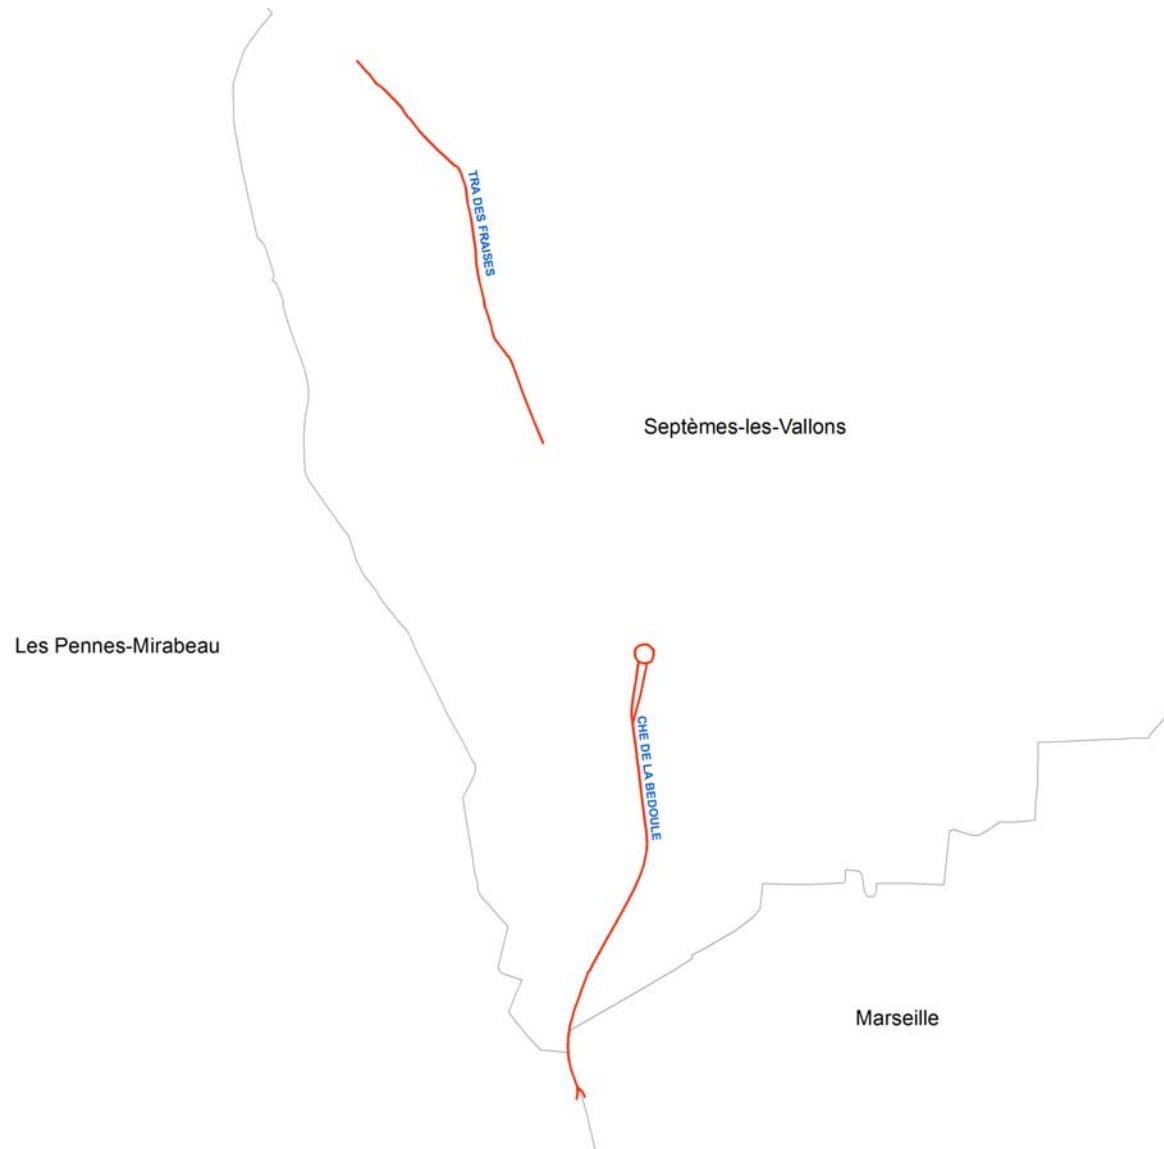 TRA DES FRAISES
Septèmes-les-Vallons
Les Pennes-Mirabeau
CHE DE LA BEDOULE
Marseille